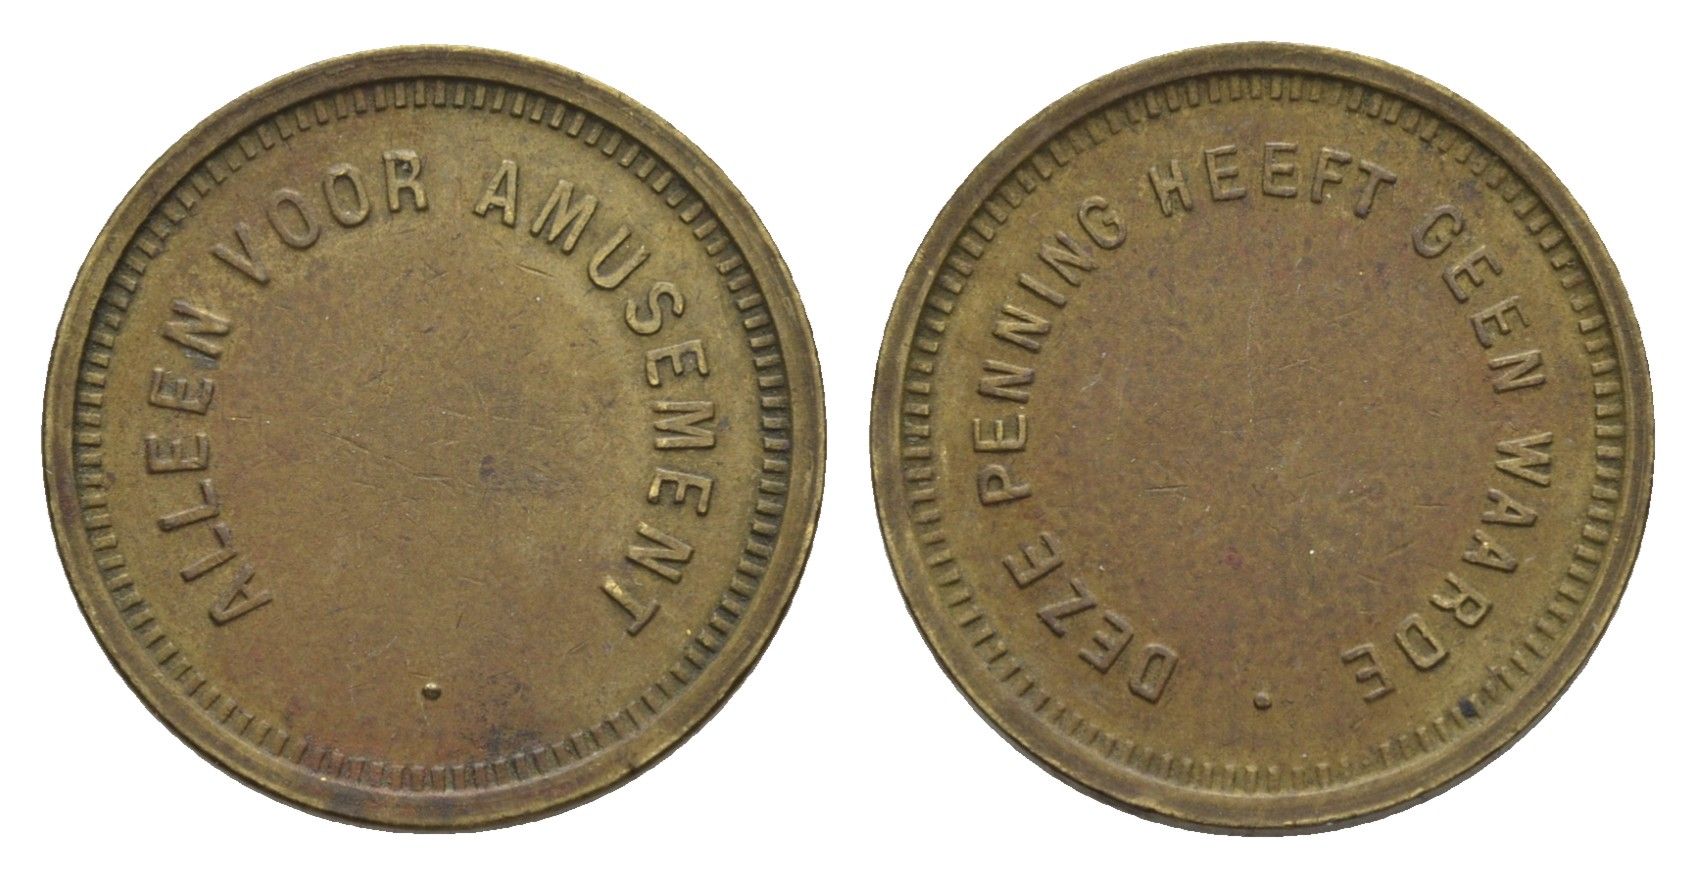 ALLEEN VOOR AMUSEMENT
DEZE PENNING HEEFT GEEN WAARDE